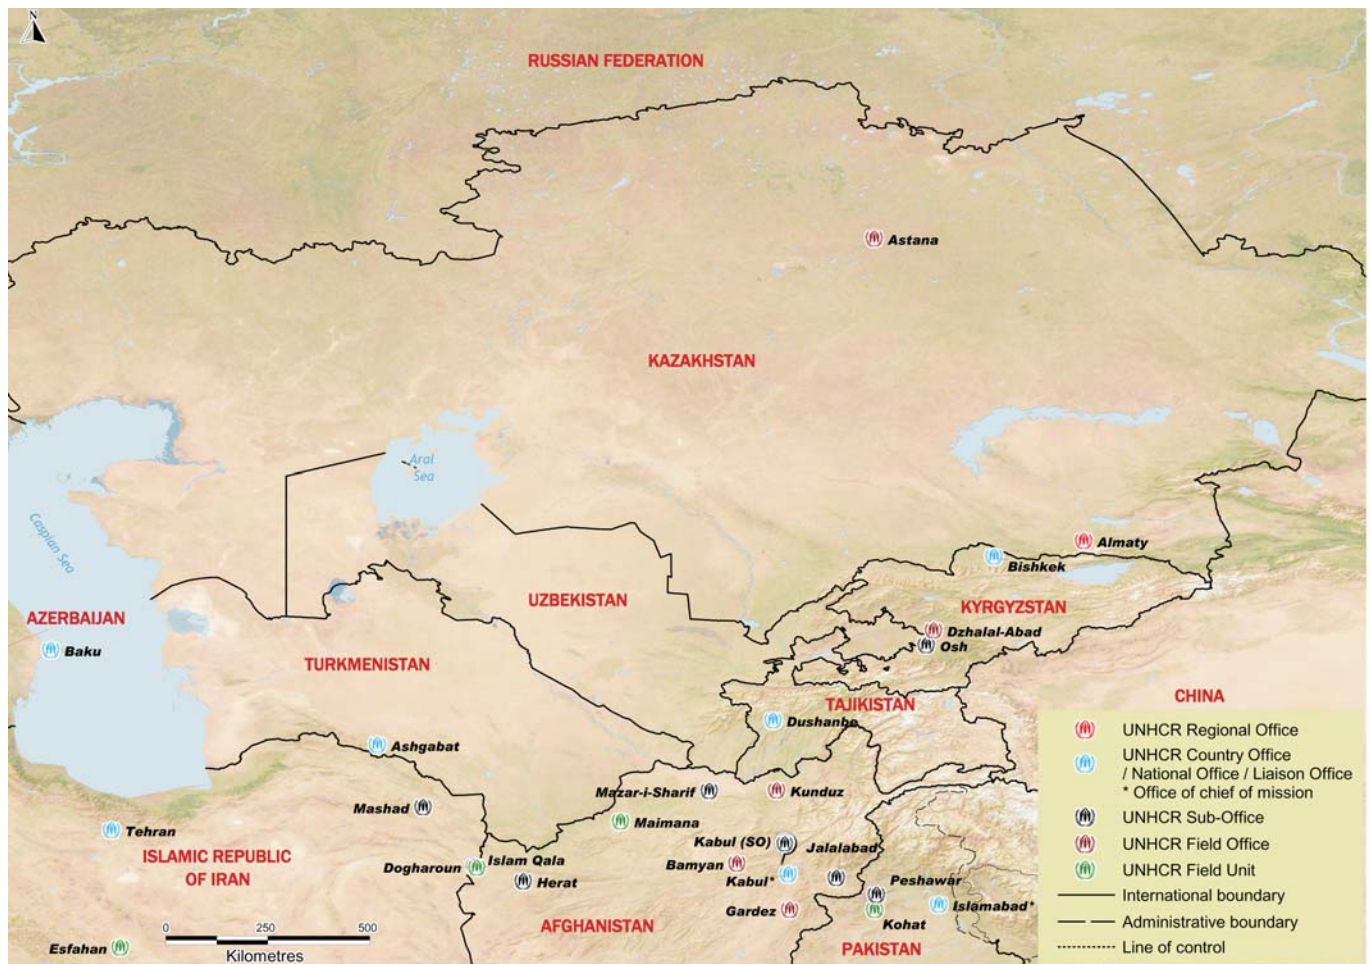 N
RUSSIAN FEDERATION
Astana
KAZAKHSTAN
Aral
Sea
Caspian Sea
Almaty
Bishkek
UZBEKISTAN
KYRGYZSTAN
AZERBAIJAN
Dzhalal-Abad
Osh
Baku
TURKMENISTAN
TAJIKISTAN
CHINA
Dushanbe
Ashgabat
Mashad
Mazar-i-Sharif
Kunduz
Maimana
Tehran
Kabul (SO)
Jalalabad
ISLAMIC REPUBLIC
OF IRAN
Dogharoun
Islam Qala
Herat
Bamyan
Kabul*
Peshawar
Gardez
Islamabad*
Kohat
AFGHANISTAN
PAKISTAN
Esfahan
0 250 500
Kilometres
UNHCR Regional Office
UNHCR Country Office
/ National Office / Liaison Office
* Office of chief of mission
UNHCR Sub-Office
UNHCR Field Office
UNHCR Field Unit
International boundary
Administrative boundary
Line of control